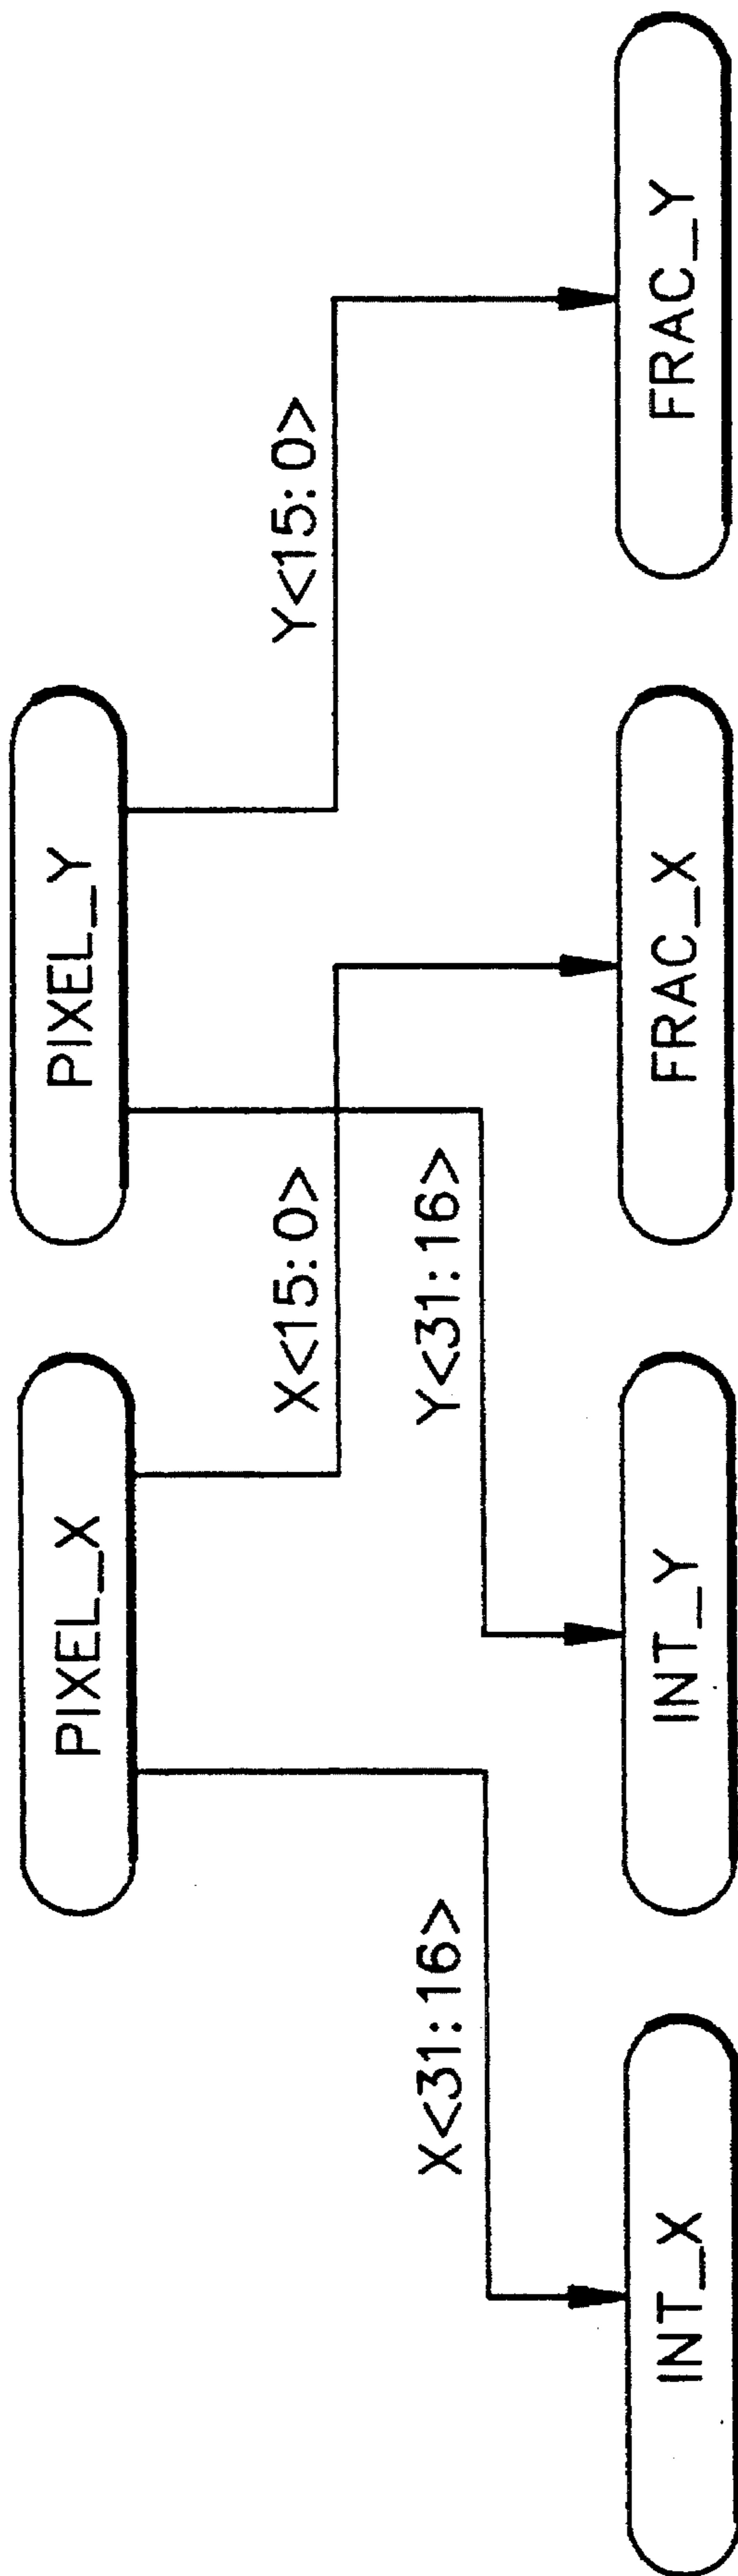 PIXEL_X
PIXEL_Y
X<15:0>
Y<15:0>
X<31:16>
Y<31:16>
INT_X
INT_Y
FRAC_X
FRAC_Y